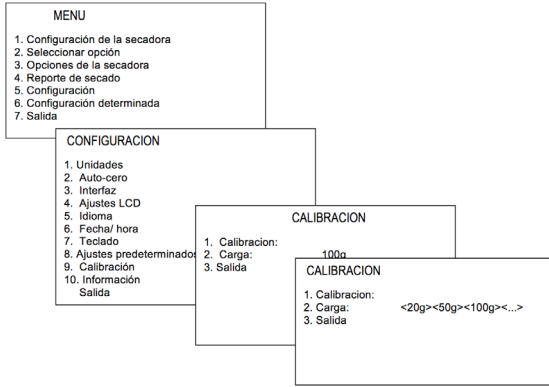 MENU
1. Configuración de la secadora
2. Seleccionar opción
3. Opciones de la secadora
4. Reporte de secado
5. Configuración
6. Configuración determinada
7. Salida
CONFIGURACION
1. Unidades
2. Auto-cero
3. Interfaz
4. Ajustes LCD
5. Idioma
6. Fecha/ hora
7. Teclado
8. Ajustes predeterminados
9. Calibración
10. Información
Salida
CALIBRACION
1. Calibracion:
2. Carga: 100g
3. Salida
CALIBRACION
1. Calibracion:
2. Carga: <20g><50g><100g><...>
3. Salida